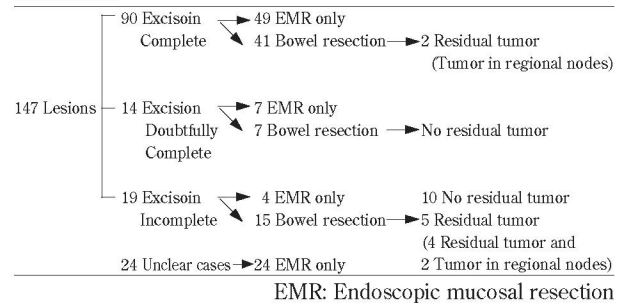 90 Excisoin 49 EMR only
Complete 41 Bowel resection 2 Residual tumor
(Tumor in regional nodes)
147 Lesions 14 Excision 7 EMR only
Doubtfully 7 Bowel resection No residual tumor
Complete
19 Excisoin 4 EMR only 10 No residual tumor
Incomplete 15 Bowel resection 5 Residual tumor
(4 Residual tumor and
24 Unclear cases 24 EMR only 2 Tumor in regional nodes)
EMR: Endoscopic mucosal resection